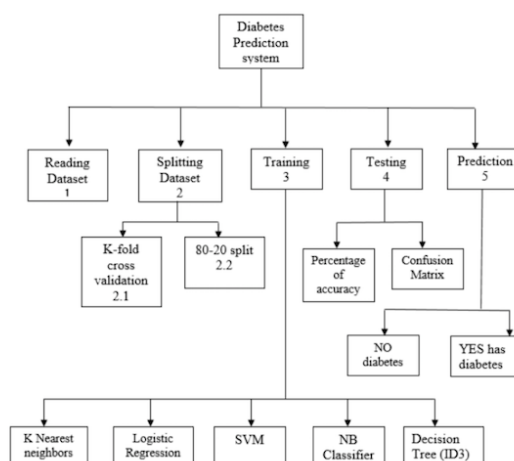 Diabetes
Prediction
system
Reading
Dataset
1
Splitting
Dataset
2
Training
3
Testing
4
Prediction
5
K-fold
cross
validation
2.1
80-20 split
2.2
Percentage
of
accuracy
Confusion
Matrix
NO
diabetes
YES has
diabetes
K Nearest
neighbors
Logistic
Regression
SVM
NB
Classifier
Decision
Tree (ID3)